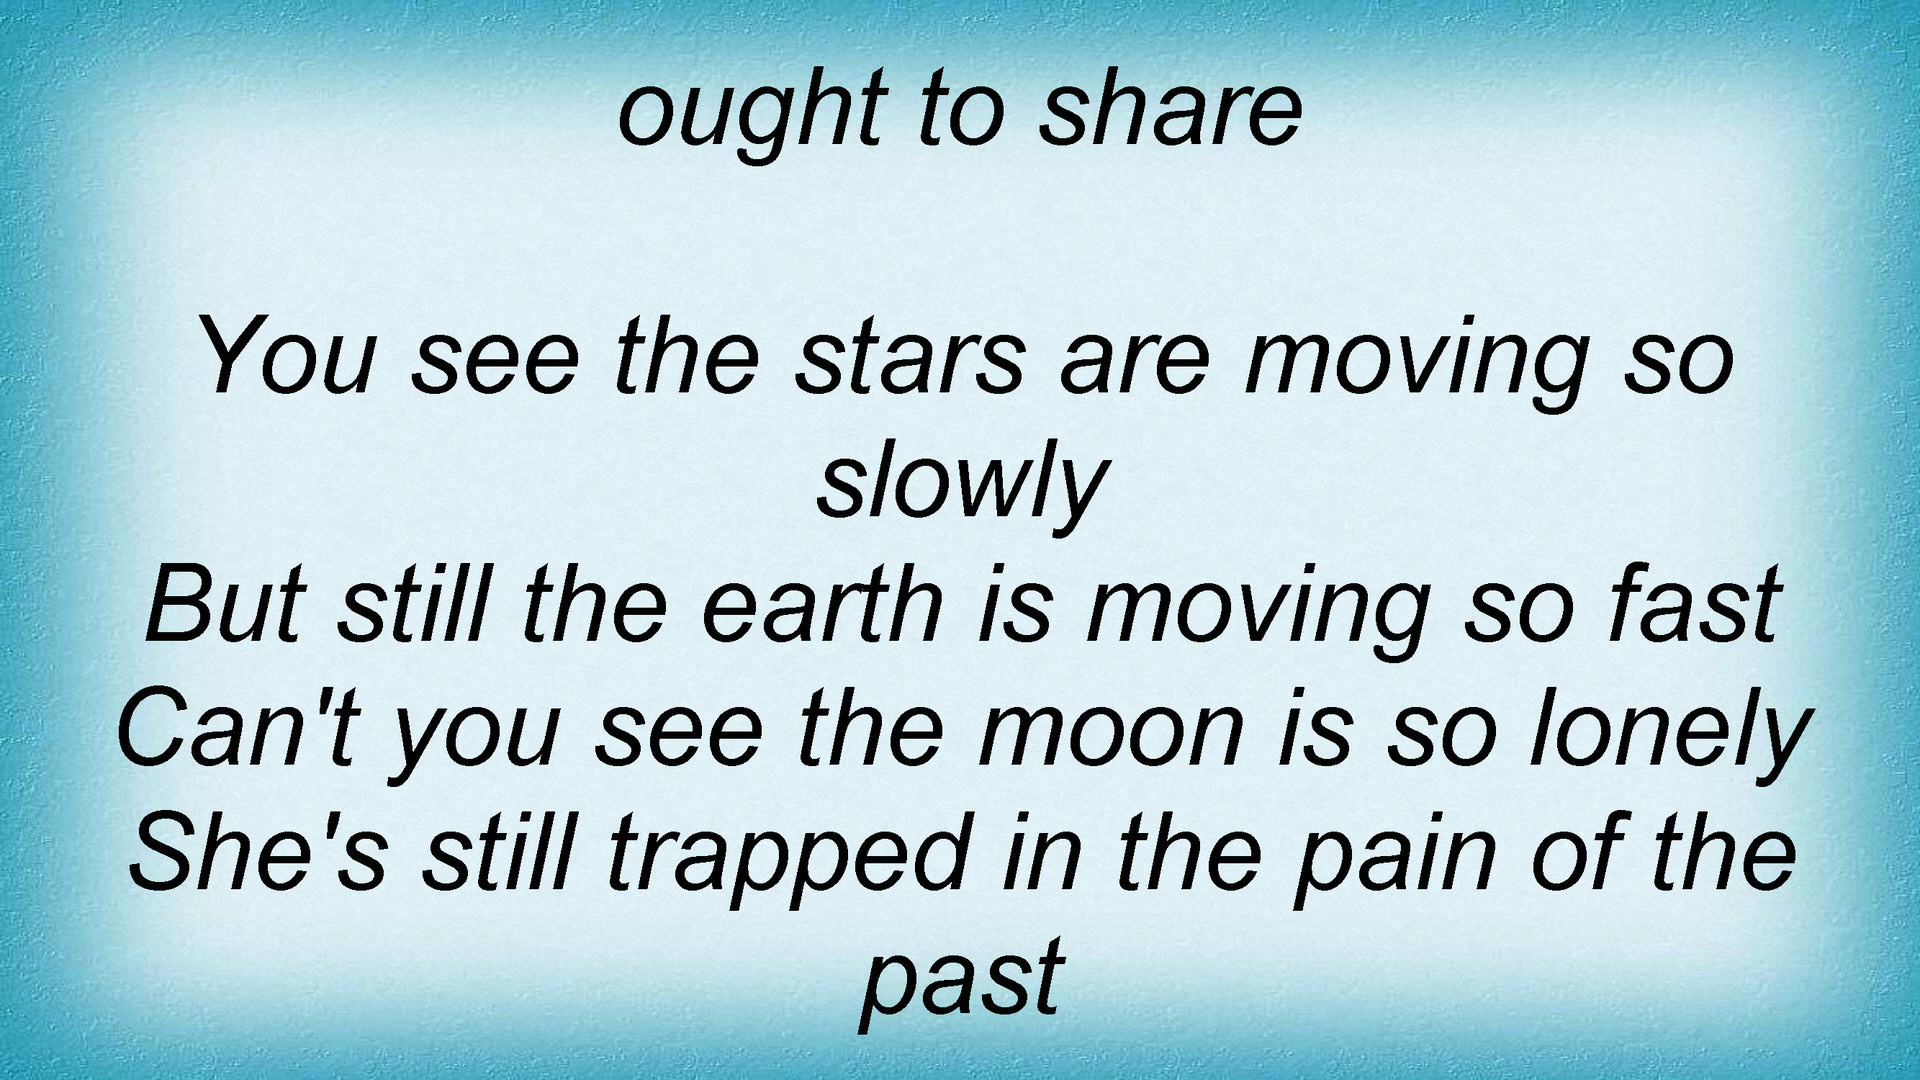 ought to share
You see the stars are moving so
slowly
But still the earth is moving so fast
Can't you see the moon is so lonely
She's still trapped in the pain of the
past